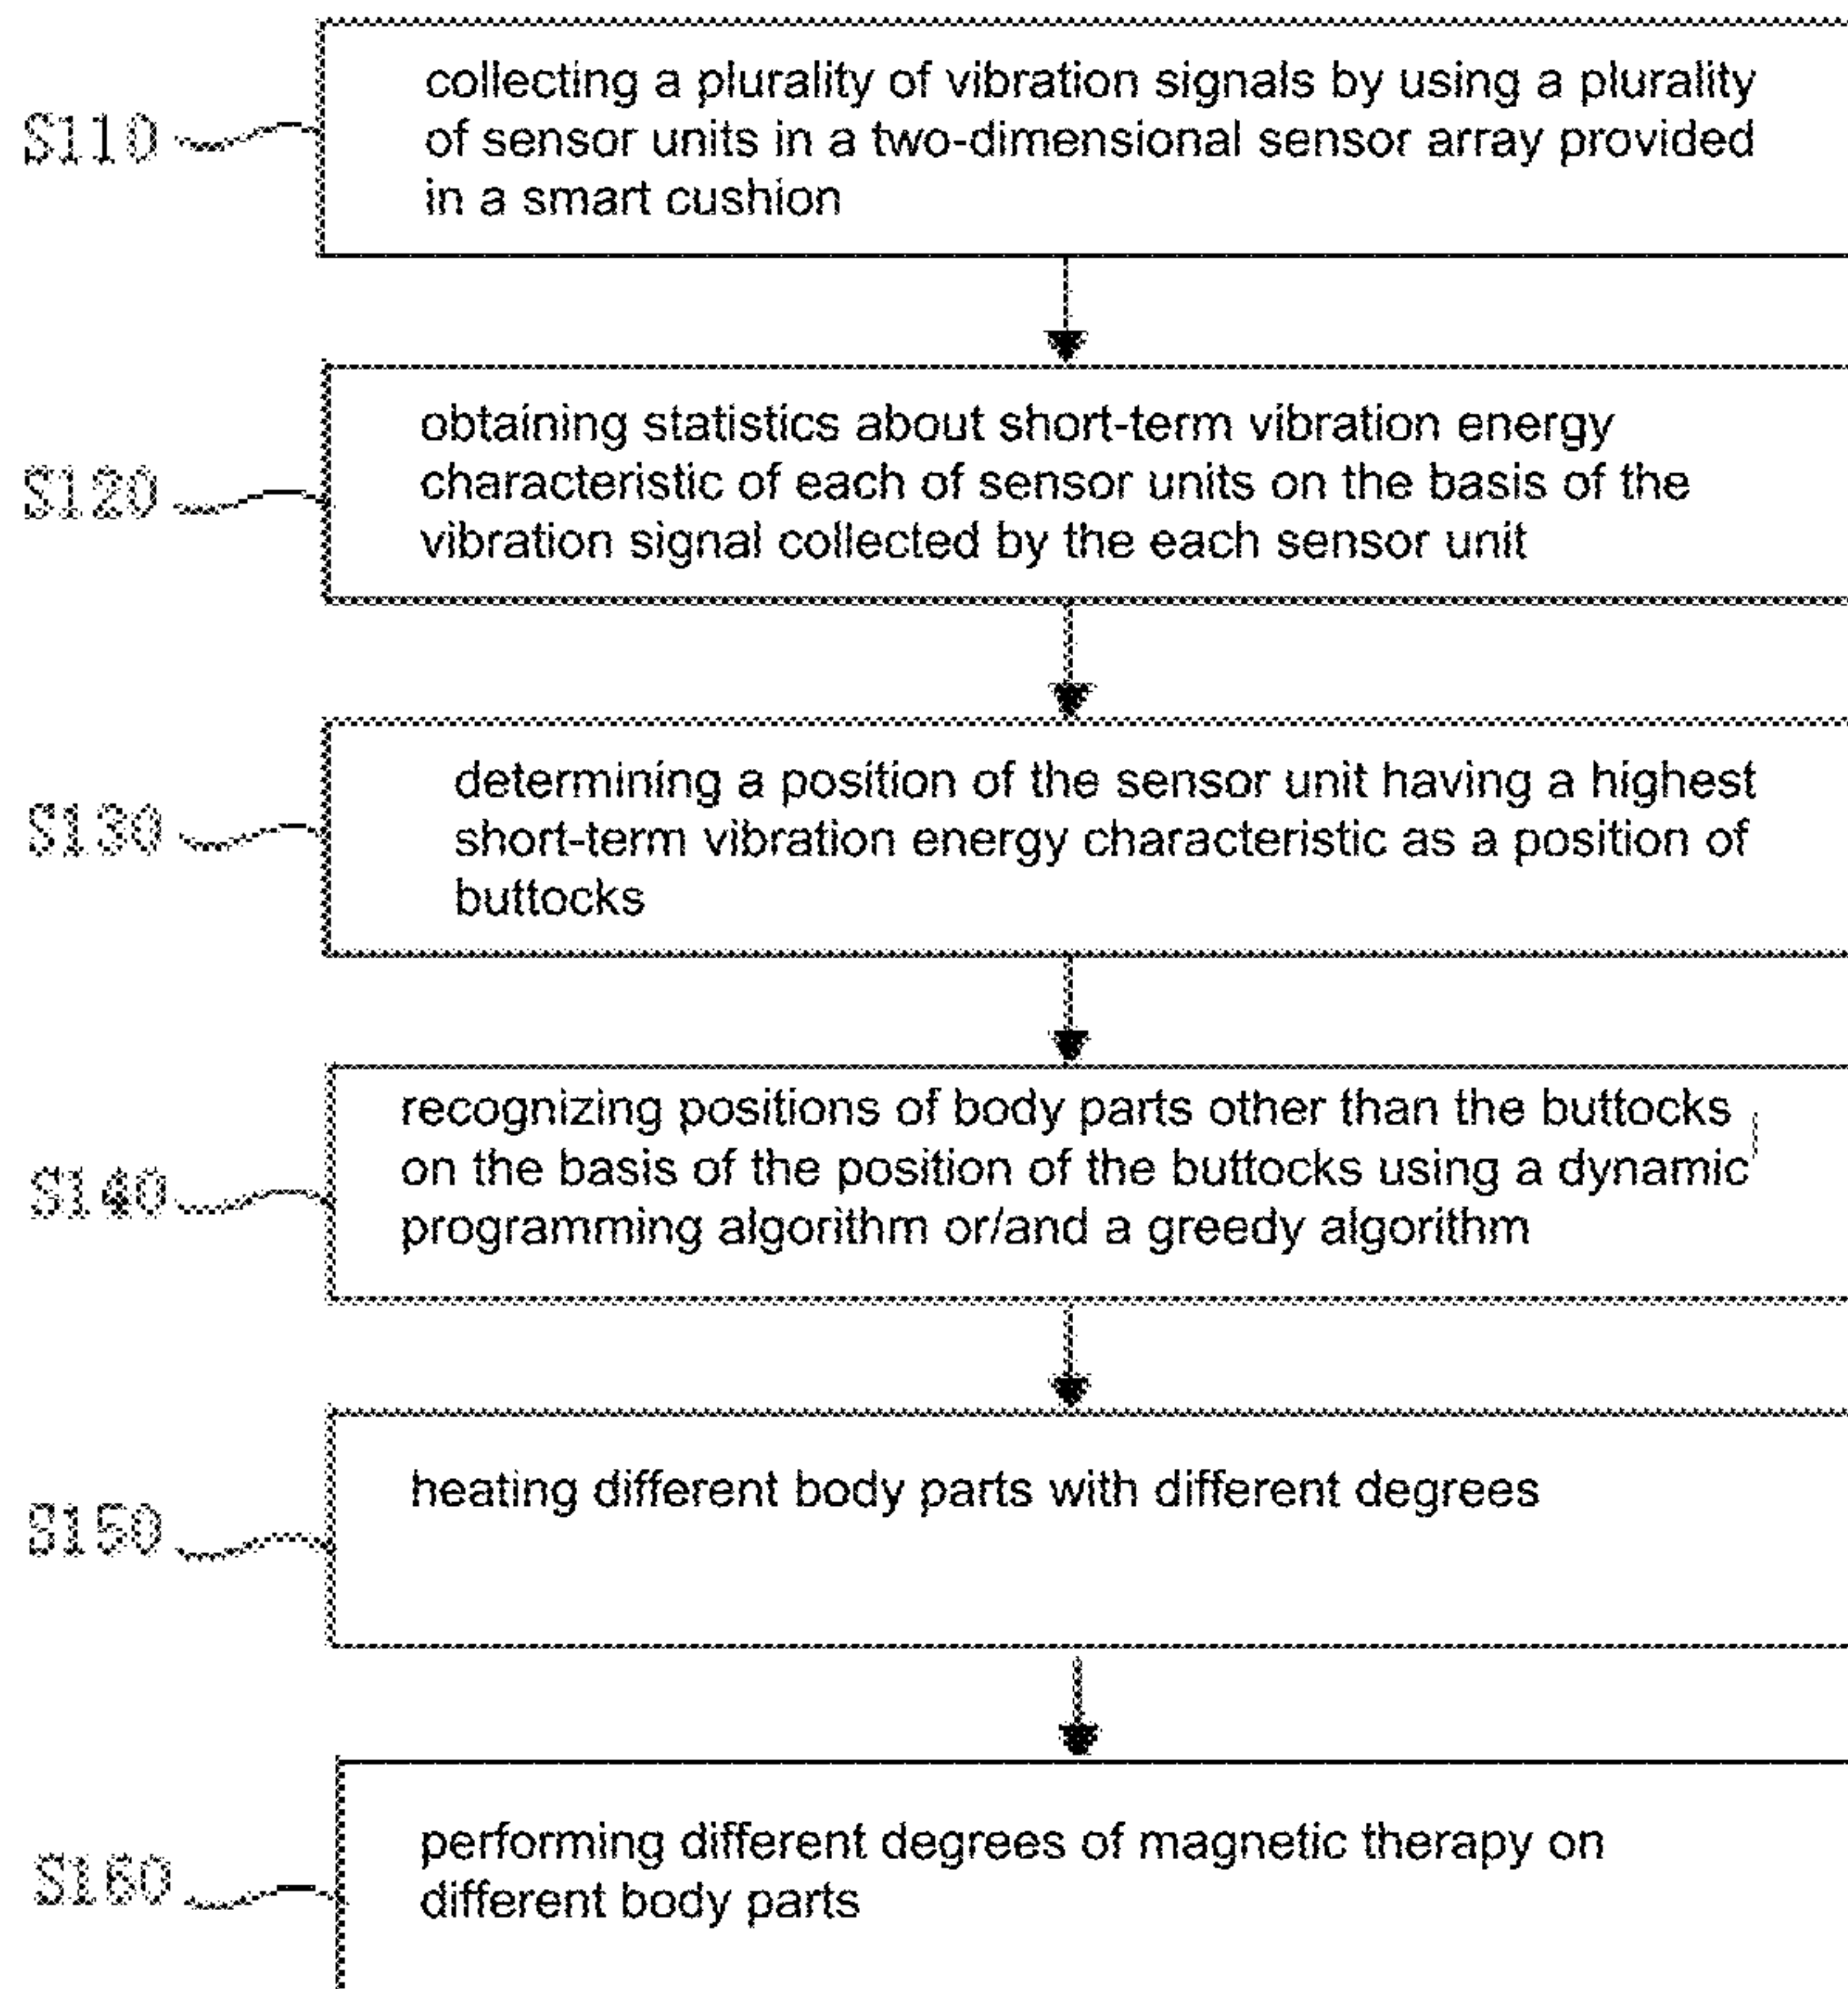 collecting a plurality of vibration signals by using a plurality
S110
of sensor units in a two-dimensional sensor array provided
in a smart cushion
obtaining statistics about short-term vibration energy
S120
characteristic of each of sensor units on the basis of the
vibration signal collected by the each sensor unit
determining a position of the sensor unit having a highest
S130
short-term vibration energy characteristic as a position of
buttocks
recognizing positions of body parts other than the buttocks
S140
on the basis of the position of the buttocks using a dynamic
programming algorithm or/and a greedy algorithm
heating different body parts with different degrees
S150
performing different degrees of magnetic therapy on
S160
different body parts